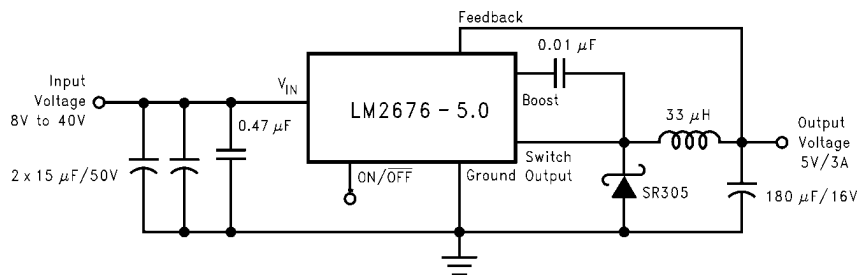 Feedback
0.01 μF
Input
Voltage
8V to 40V
VIN
LM2676 – 5.0
Boost
33 μH
Output
Voltage
5V/3A
0.47 μF
2 x 15 μF/50V
ON/OFF
Ground
Switch
Output
SR305
180 μF/16V